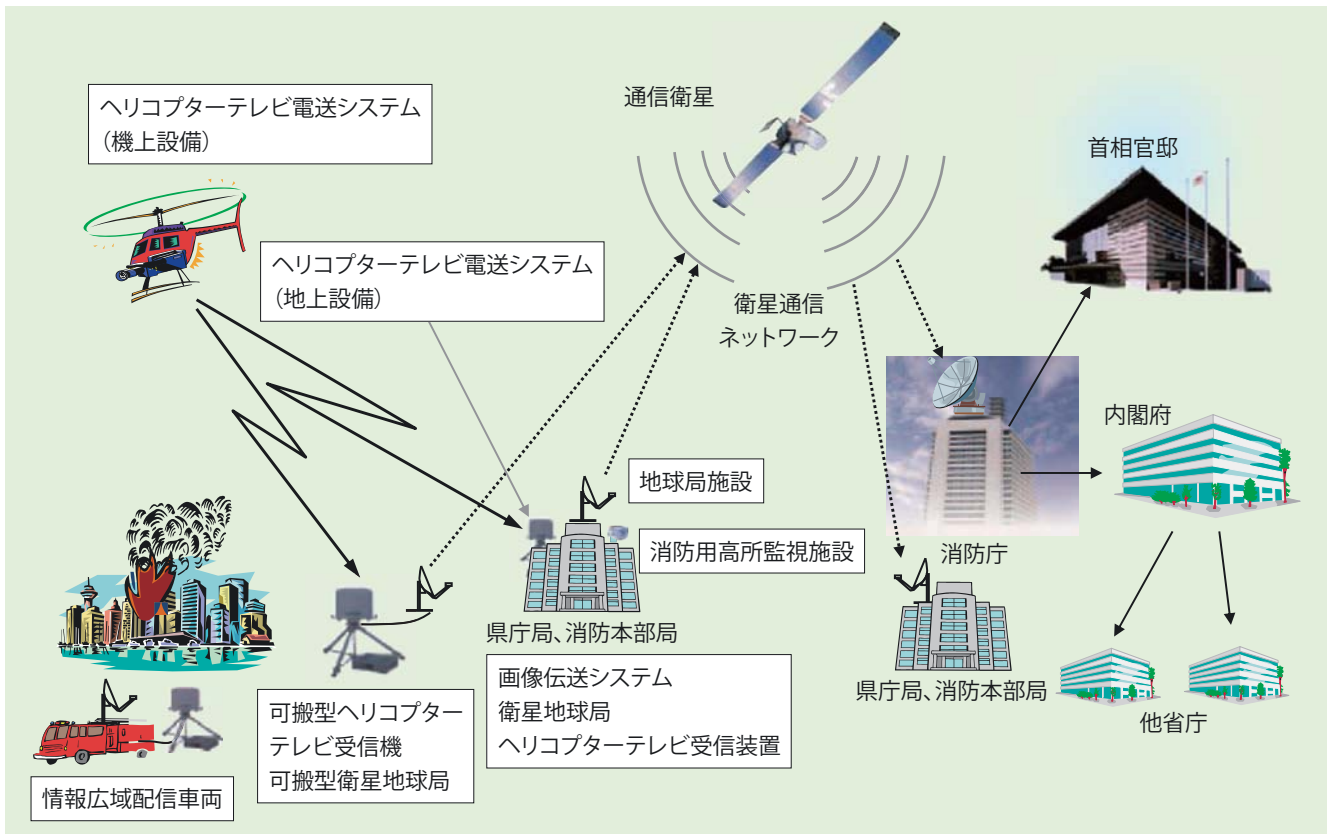 ヘリコプターテレビ電送システム
（機上設備）
通信衛星
首相官邸
ヘリコプターテレビ電送システム
（地上設備）
衛星通信
ネットワーク
内閣府
地球局施設
消防用高所監視施設
消防庁
県庁局、消防本部局
画像伝送システム
衛星地球局
ヘリコプターテレビ受信装置
県庁局、消防本部局
他省庁
可搬型ヘリコプター
テレビ受信機
可搬型衛星地球局
情報広域配信車両